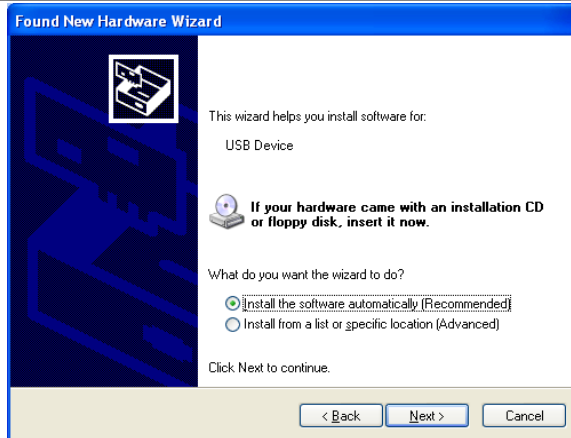 Found New Hardware Wizard
This wizard helps you install software for:
USB Device
If your hardware came with an installation CD
or floppy disk, insert it now.
What do you want the wizard to do?
Install the software automatically (Recommended)
Install from a list or specific location (Advanced)
Click Next to continue.
< Back Next > Cancel